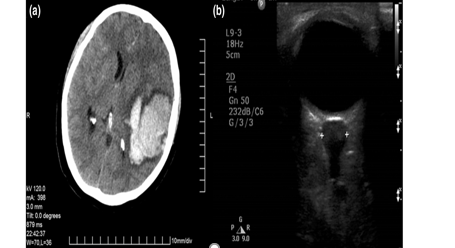 (a)
R
L
kV 120.0
mA: 398
3.0 mm
Tilt: 0.0 degrees
879 ms
22:42:37
W=70,L=36
10mm/div
(b)
P
L9-3
18Hz
5cm
2D
F4
Gn 50
232dB/C6
G/3/3
G
P R
3.0 9.0